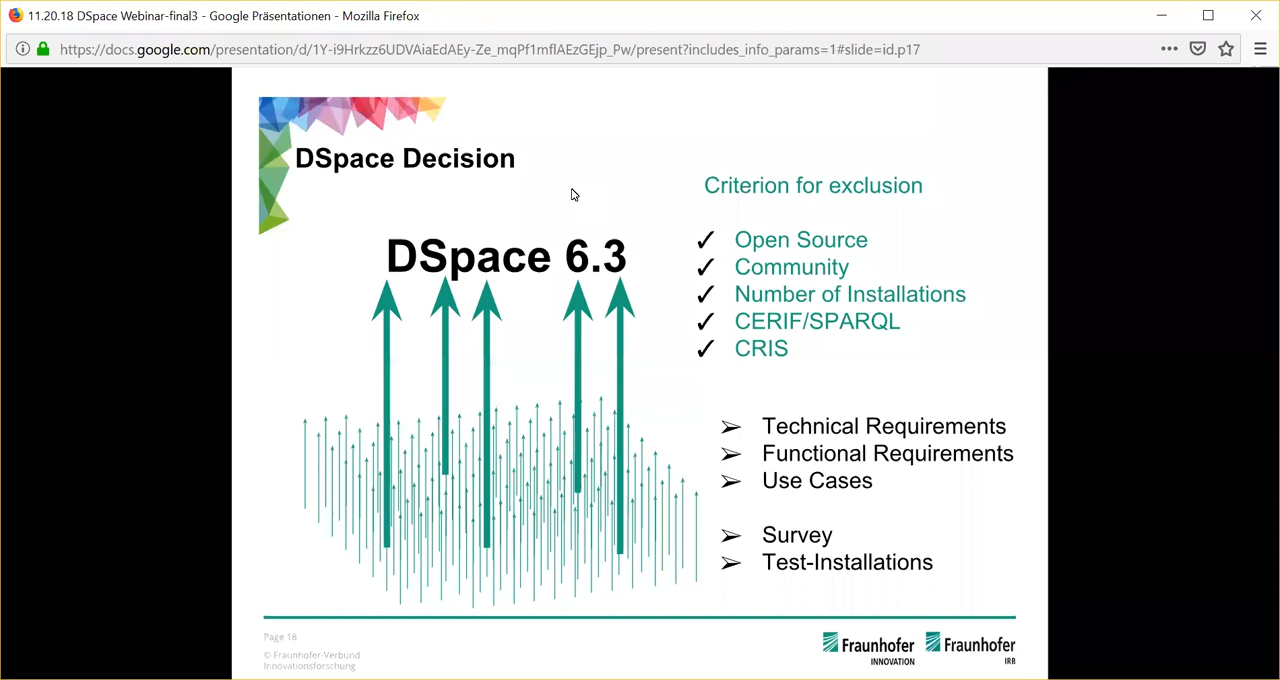 11.20.18 DSpace Webinar-final3 - Google Präsentationen - Mozilla Firefox
https://docs.google.com/presentation/d/1Y-i9Hrkzz6UDVAiaEdAEy-Ze_mqPf1mflAEzGEjp_Pw/present?includes_info_params=1#slide=id.p17
DSpace Decision
DSpace 6.3
Criterion for exclusion
✓ Open Source
✓ Community
✓ Number of Installations
✓ CERIF/SPARQL
✓ CRIS
➢ Technical Requirements
➢ Functional Requirements
➢ Use Cases
➢ Survey
➢ Test-Installations
Page 18
© Fraunhofer-Verbund
Innovationsforschung
Fraunhofer
INNOVATION
Fraunhofer
IRB